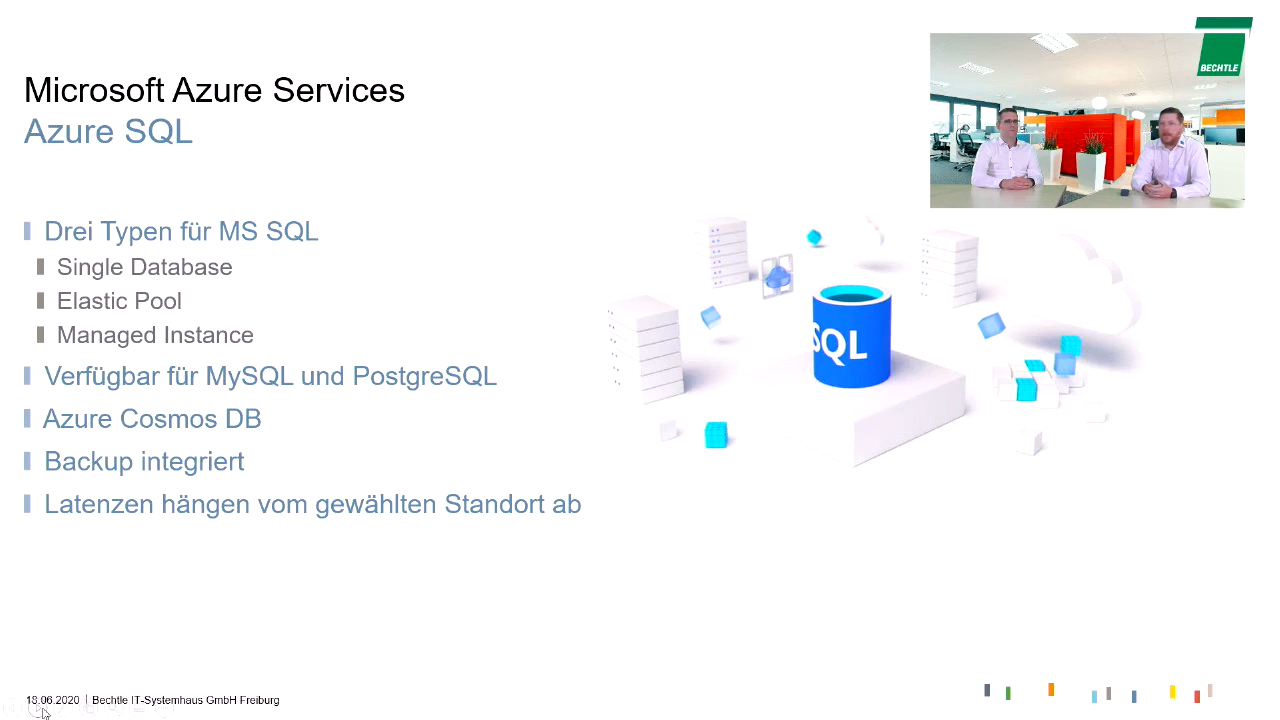 Microsoft Azure Services
Azure SQL
BECHTLE
Drei Typen für MS SQL
Single Database
Elastic Pool
Managed Instance
Verfügbar für MySQL und PostgreSQL
Azure Cosmos DB
Backup integriert
Latenzen hängen vom gewählten Standort ab
SQL
18.06.2020 | Bechtle IT-Systemhaus GmbH Freiburg